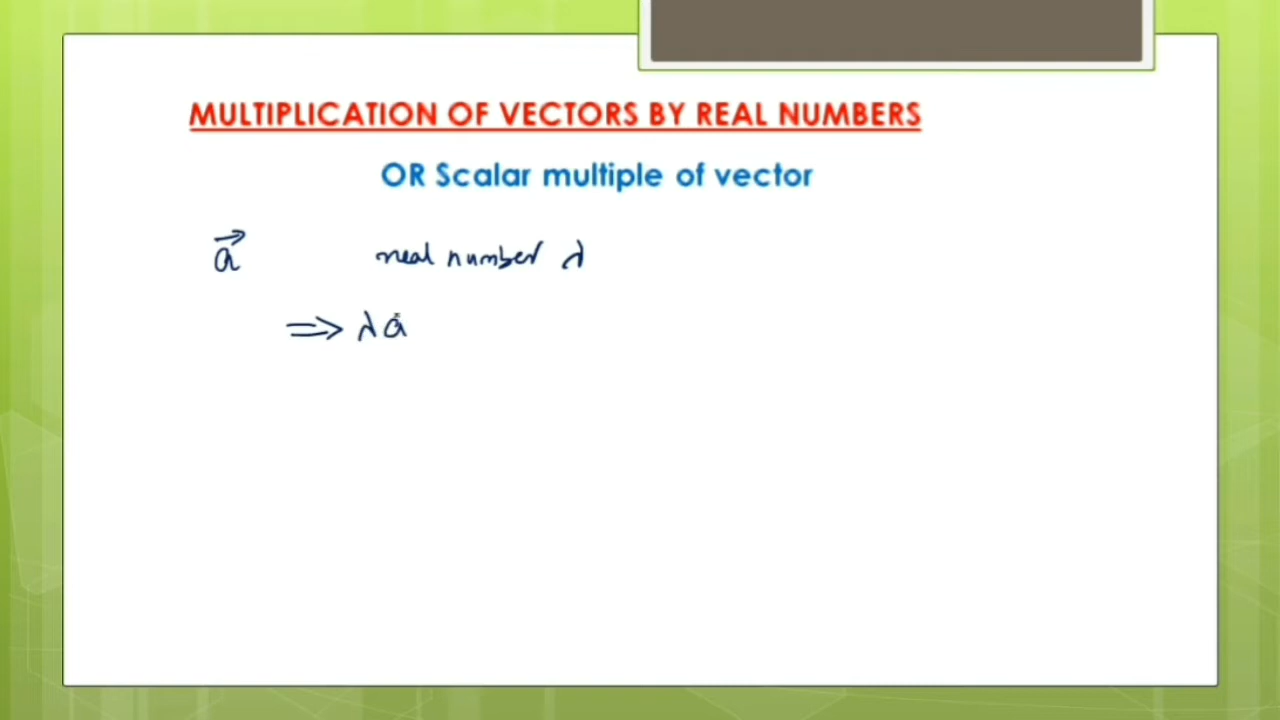 MULTIPLICATION OF VECTORS BY REAL NUMBERS
OR Scalar multiple of vector
a⃗ real number λ
⇒ λa